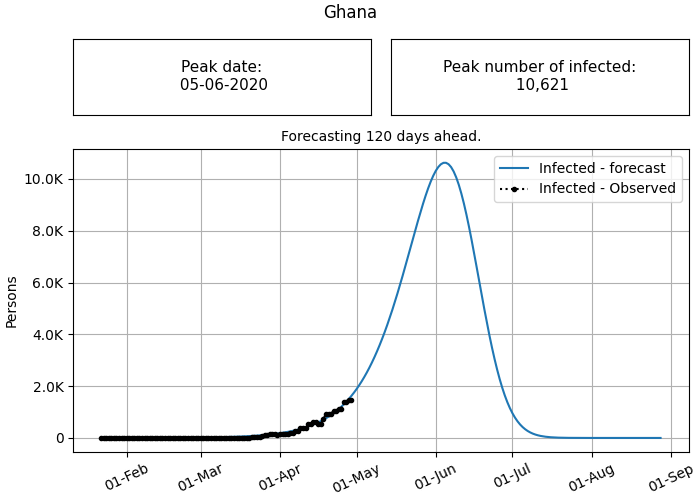 Ghana
Peak date:
05-06-2020
Peak number of infected:
10,621
Forecasting 120 days ahead.
Infected - forecast
Infected - Observed
Persons
10.0K
8.0K
6.0K
4.0K
2.0K
0
01-Feb
01-Mar
01-Apr
01-May
01-Jun
01-Jul
01-Aug
01-Sep